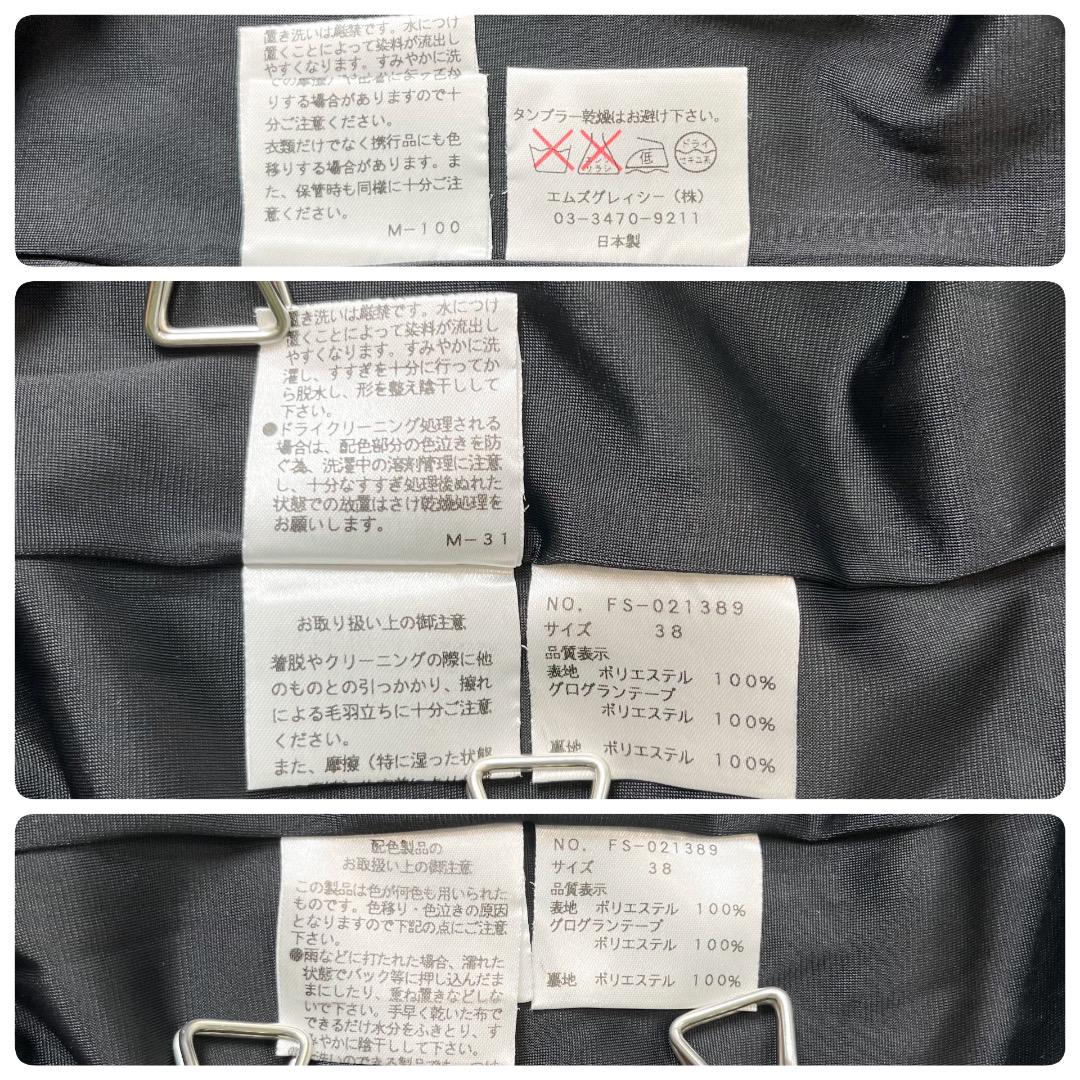 置き洗いは厳禁です。水につけ
置くことによって染料が流出し
やすくなります。すみやかに洗
りする場合がありますので十
分ご注意ください。
衣類だけでなく携行品にも色
移りする場合があります。ま
た、保管時も同様に十分ご注
意ください。
M-100
タンブラー乾燥はお避け下さい。
低
ドライ
エムズグレイシー(株)
03-3470-9211
日本製
置き洗いは厳禁です。水につけ
置くことによって染料が流出し
やすくなります。すみやかに洗
濯し、すすぎを十分に行ってか
ら脱水し、形を整え陰干しして
下さい。
●ドライクリーニング処理される
場合は、配色部分の色泣きを防
ぐ為、洗濯中の溶剤管理に注意
し、十分なすすぎ処理後ぬれた
状態での放置はさけ乾燥処理を
お願いします。
M-31
お取り扱い上の御注意
着脱やクリーニングの際に他
のものとの引っかかり、擦れ
による毛羽立ちに十分ご注意
ください。
また、摩擦(特に湿った状態
NO. FS-021389
サイズ 38
品質表示
表地 ポリエステル 100%
グログランテープ
ポリエステル 100%
裏地 ポリエステル 100%
配色製品の
お取扱い上の御注意
この製品は色が何色も用いられた
ものです。色移り・色泣きの原因
となりますので下記の点にご注意
下さい。
●雨などに打たれた場合、濡れた
状態でバック等に押し込んだま
まにしたり、重ね置きなどしな
いで下さい。手早く乾いた布で
できるだけ水分をふきとり、す
みやかに陰干しして下さい。
NO. FS-021389
サイズ 38
品質表示
表地 ポリエステル 100%
グログランテープ
ポリエステル 100%
裏地 ポリエステル 100%